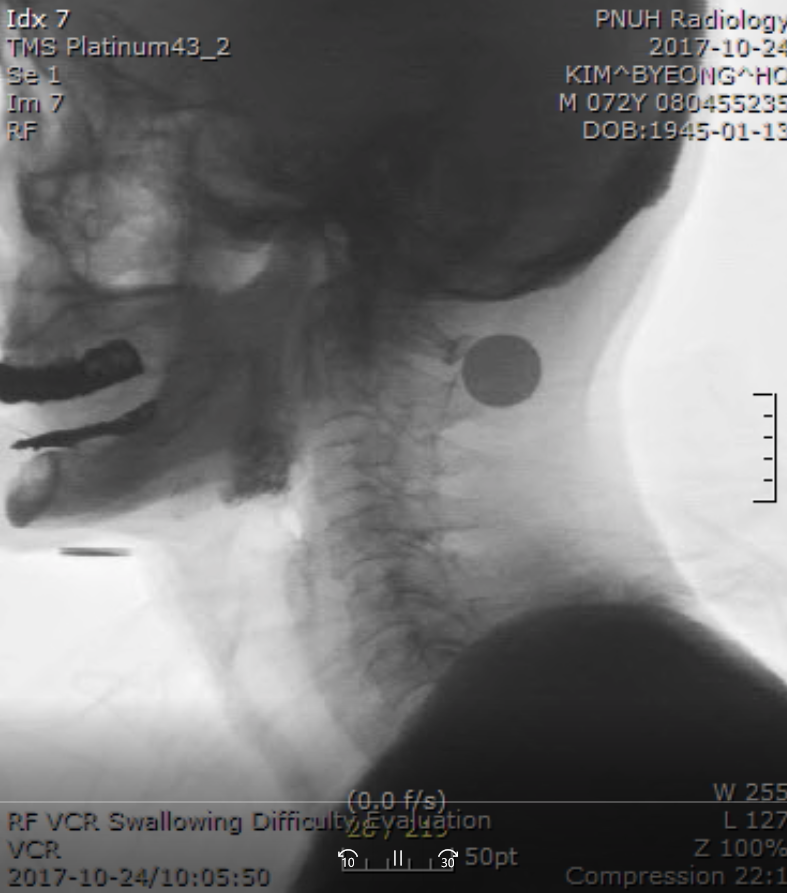 Idx 7
TMS Platinum43_2
Se 1
Im 7
RF
PNUH Radiology
2017-10-24
KIM^BYEONG^HO
M 072Y 080455235
DOB:1945-01-13
(0.0 f/s)
W 255
RF VCR Swallowing Difficulty Evaluation
28 / 215
L 127
VCR
10
30
50pt
Z 100%
2017-10-24/10:05:50
Compression 22:1